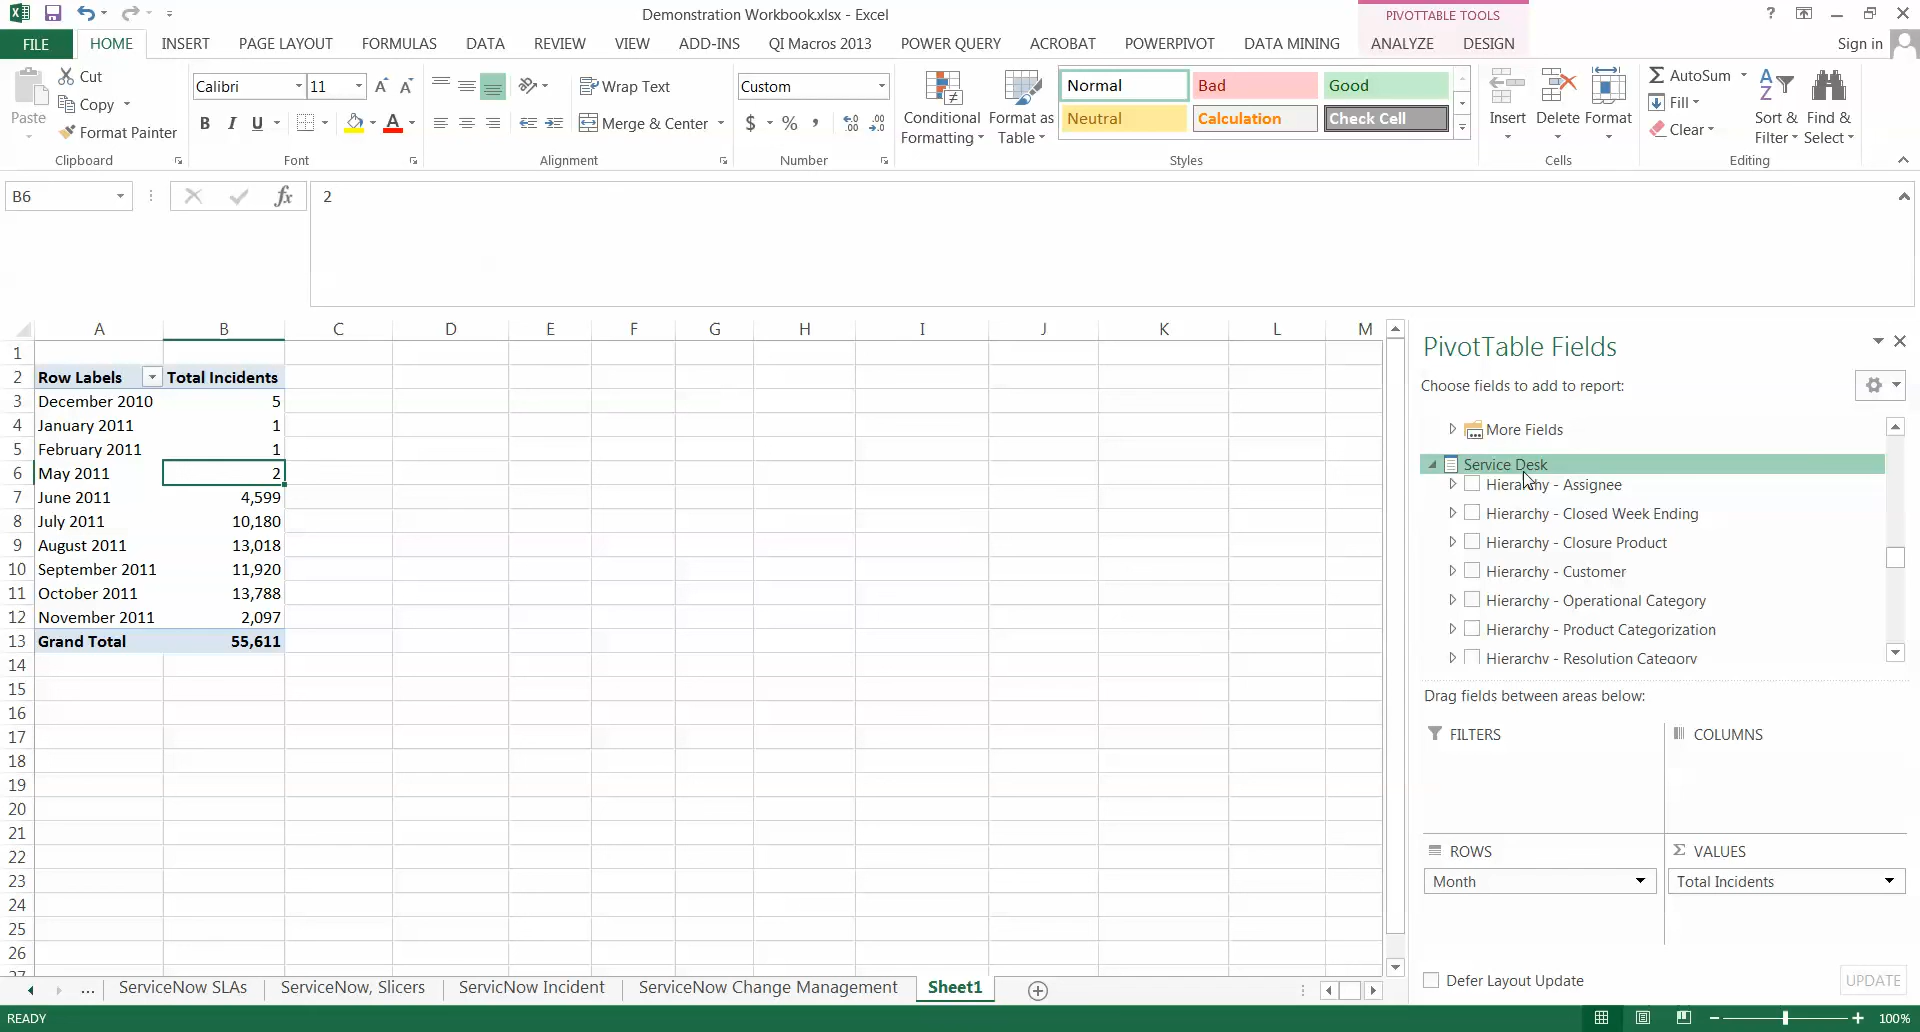 Demonstration Workbook.xlsx - Excel
PIVOTTABLE TOOLS
?
FILE HOME INSERT PAGE LAYOUT FORMULAS DATA REVIEW VIEW ADD-INS QI Macros 2013 POWER QUERY ACROBAT POWERPIVOT DATA MINING ANALYZE DESIGN Sign in
Paste
Cut
Copy
Format Painter
Clipboard
Calibri 11
B I U
Font
Wrap Text
Merge & Center
Alignment
Custom
$ % ,
Number
Conditional Formatting
Format as Table
Normal Bad Good
Neutral Calculation Check Cell
Styles
Insert Delete Format
Cells
AutoSum
Fill
Clear
Sort & Filter
Find & Select
Editing
B6 fx 2
A B C D E F G H I J K L M
1
2 Row Labels Total Incidents
3 December 2010 5
4 January 2011 1
5 February 2011 1
6 May 2011 2
7 June 2011 4,599
8 July 2011 10,180
9 August 2011 13,018
10 September 2011 11,920
11 October 2011 13,788
12 November 2011 2,097
13 Grand Total 55,611
14
15
16
17
18
19
20
21
22
23
24
25
26
27
PivotTable Fields
Choose fields to add to report:
More Fields
Service Desk
Hierarchy - Assignee
Hierarchy - Closed Week Ending
Hierarchy - Closure Product
Hierarchy - Customer
Hierarchy - Operational Category
Hierarchy - Product Categorization
Hierarchy - Resolution Category
Drag fields between areas below:
FILTERS COLUMNS
ROWS VALUES
Month Total Incidents
Defer Layout Update UPDATE
... ServiceNow SLAs ServiceNow, Slicers ServicNow Incident ServiceNow Change Management Sheet1
READY 100%